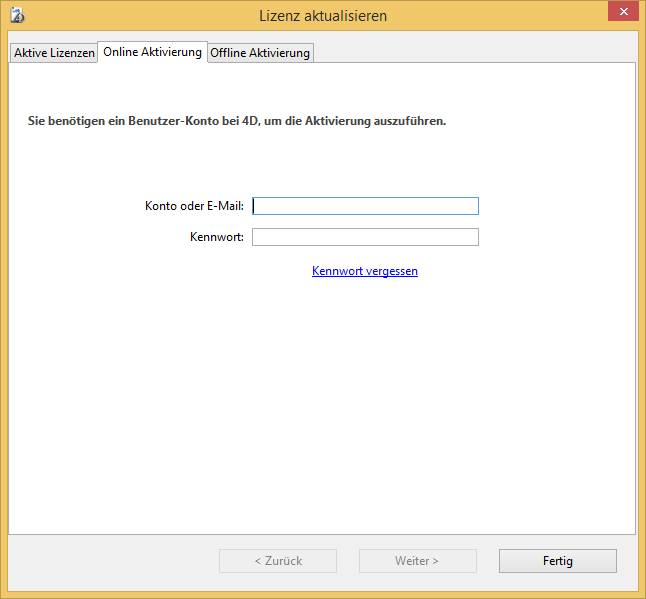 Lizenz aktualisieren
Aktive Lizenzen Online Aktivierung Offline Aktivierung
Sie benötigen ein Benutzer-Konto bei 4D, um die Aktivierung auszuführen.
Konto oder E-Mail:
Kennwort:
Kennwort vergessen
< Zurück Weiter > Fertig